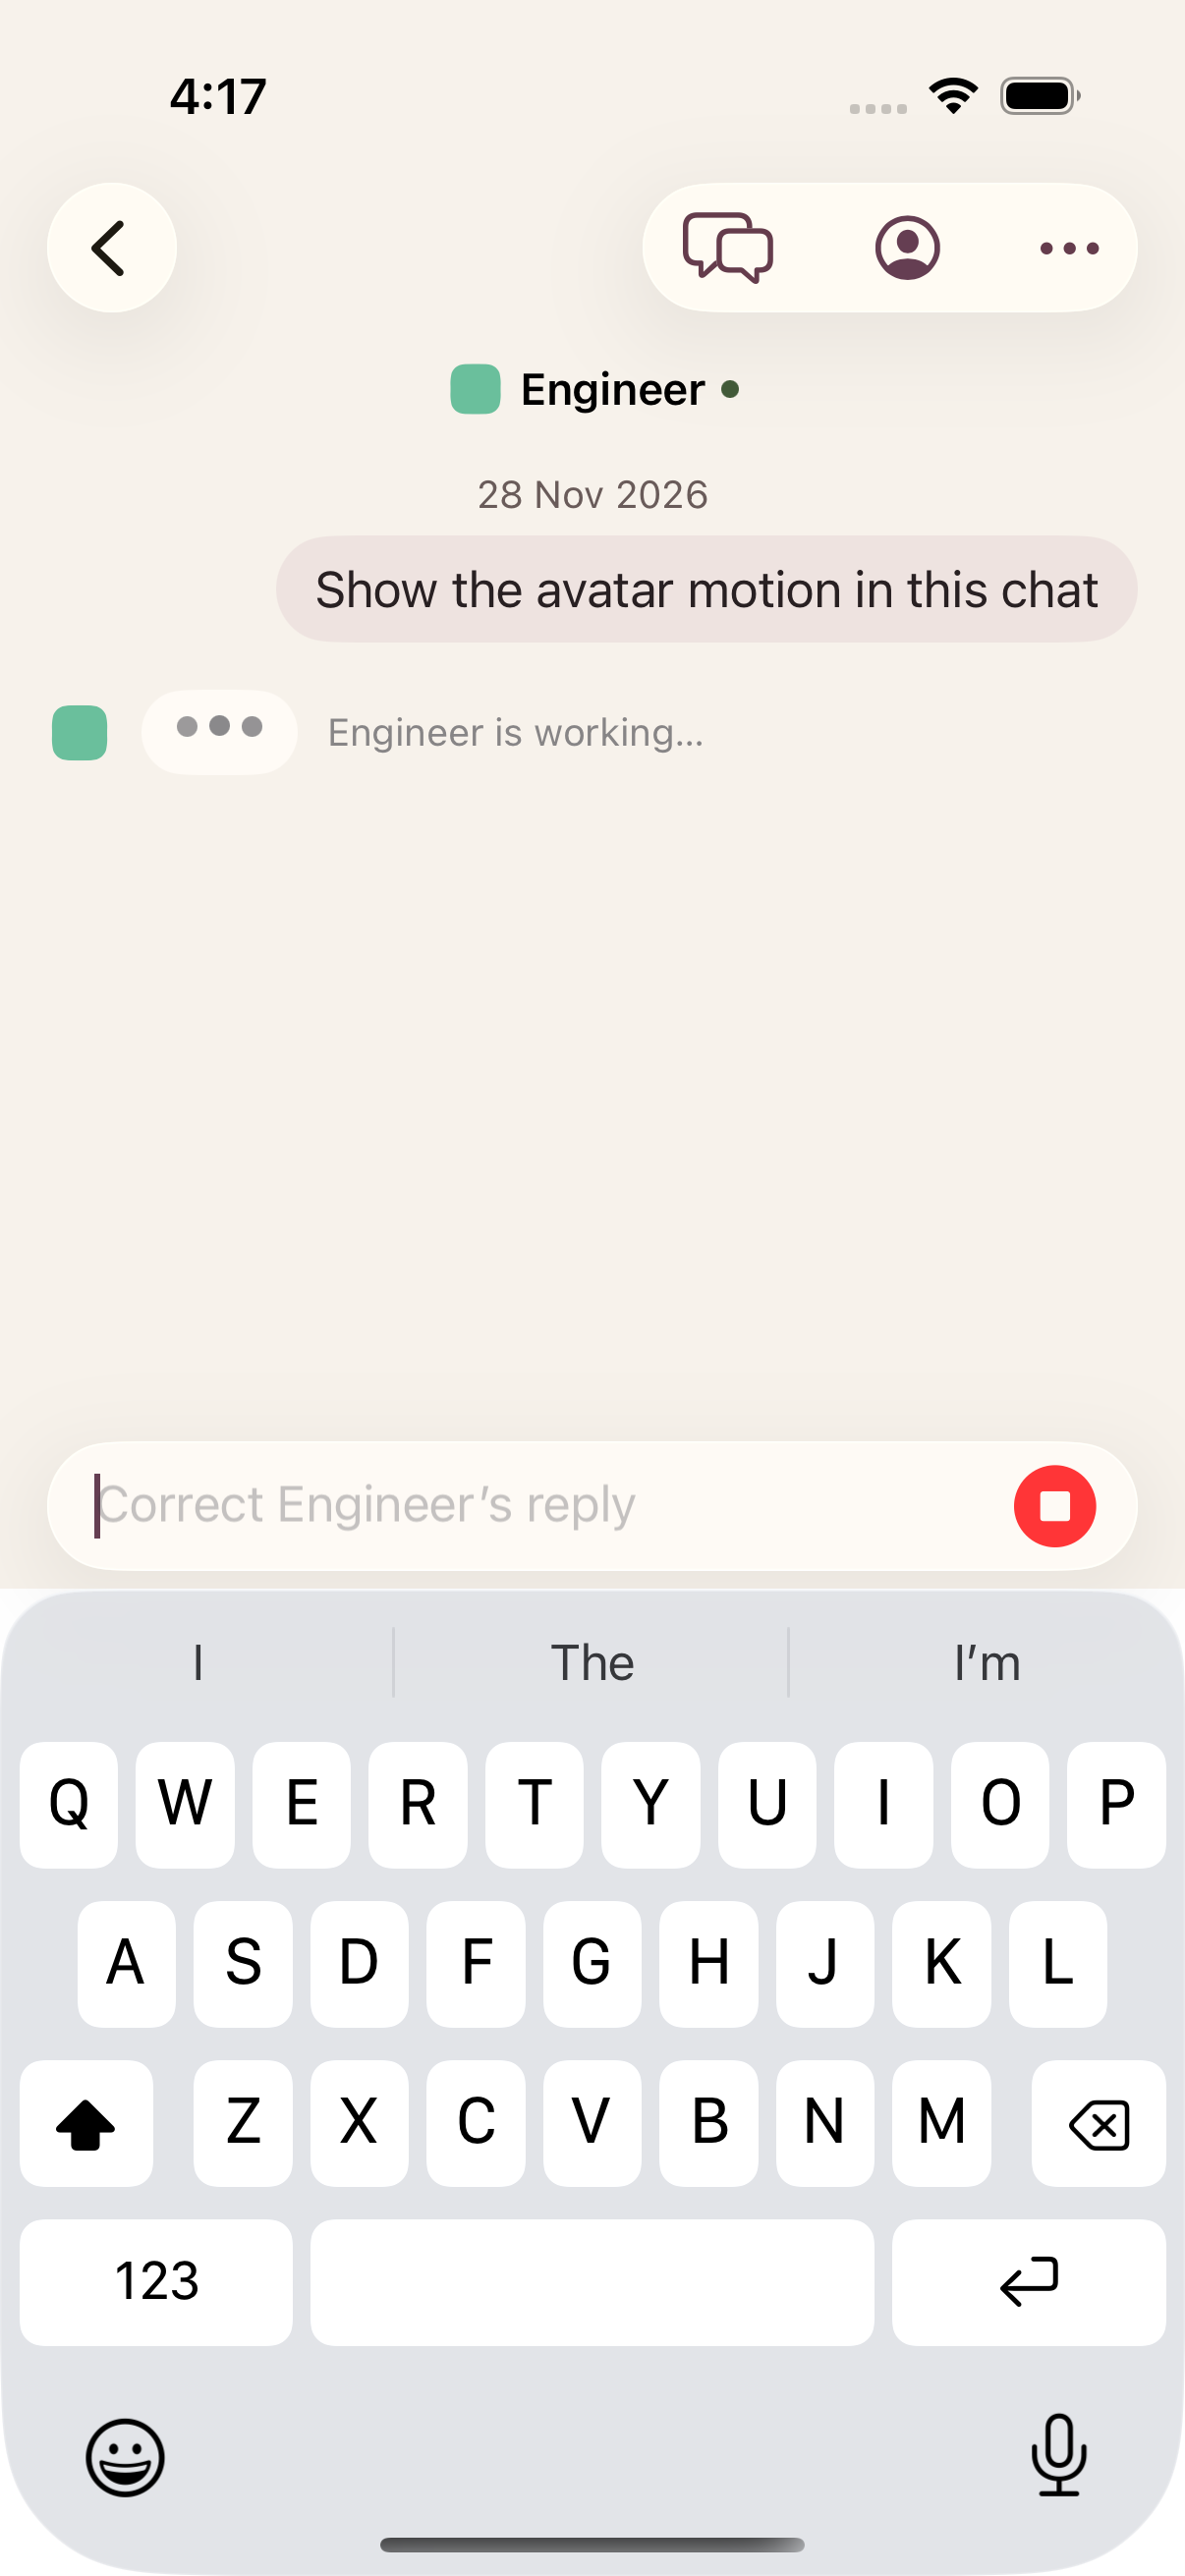 4:17
Engineer
28 Nov 2026
Show the avatar motion in this chat
Engineer is working...
Correct Engineer’s reply
I The I’m
Q W E R T Y U I O P
A S D F G H J K L
Z X C V B N M
123